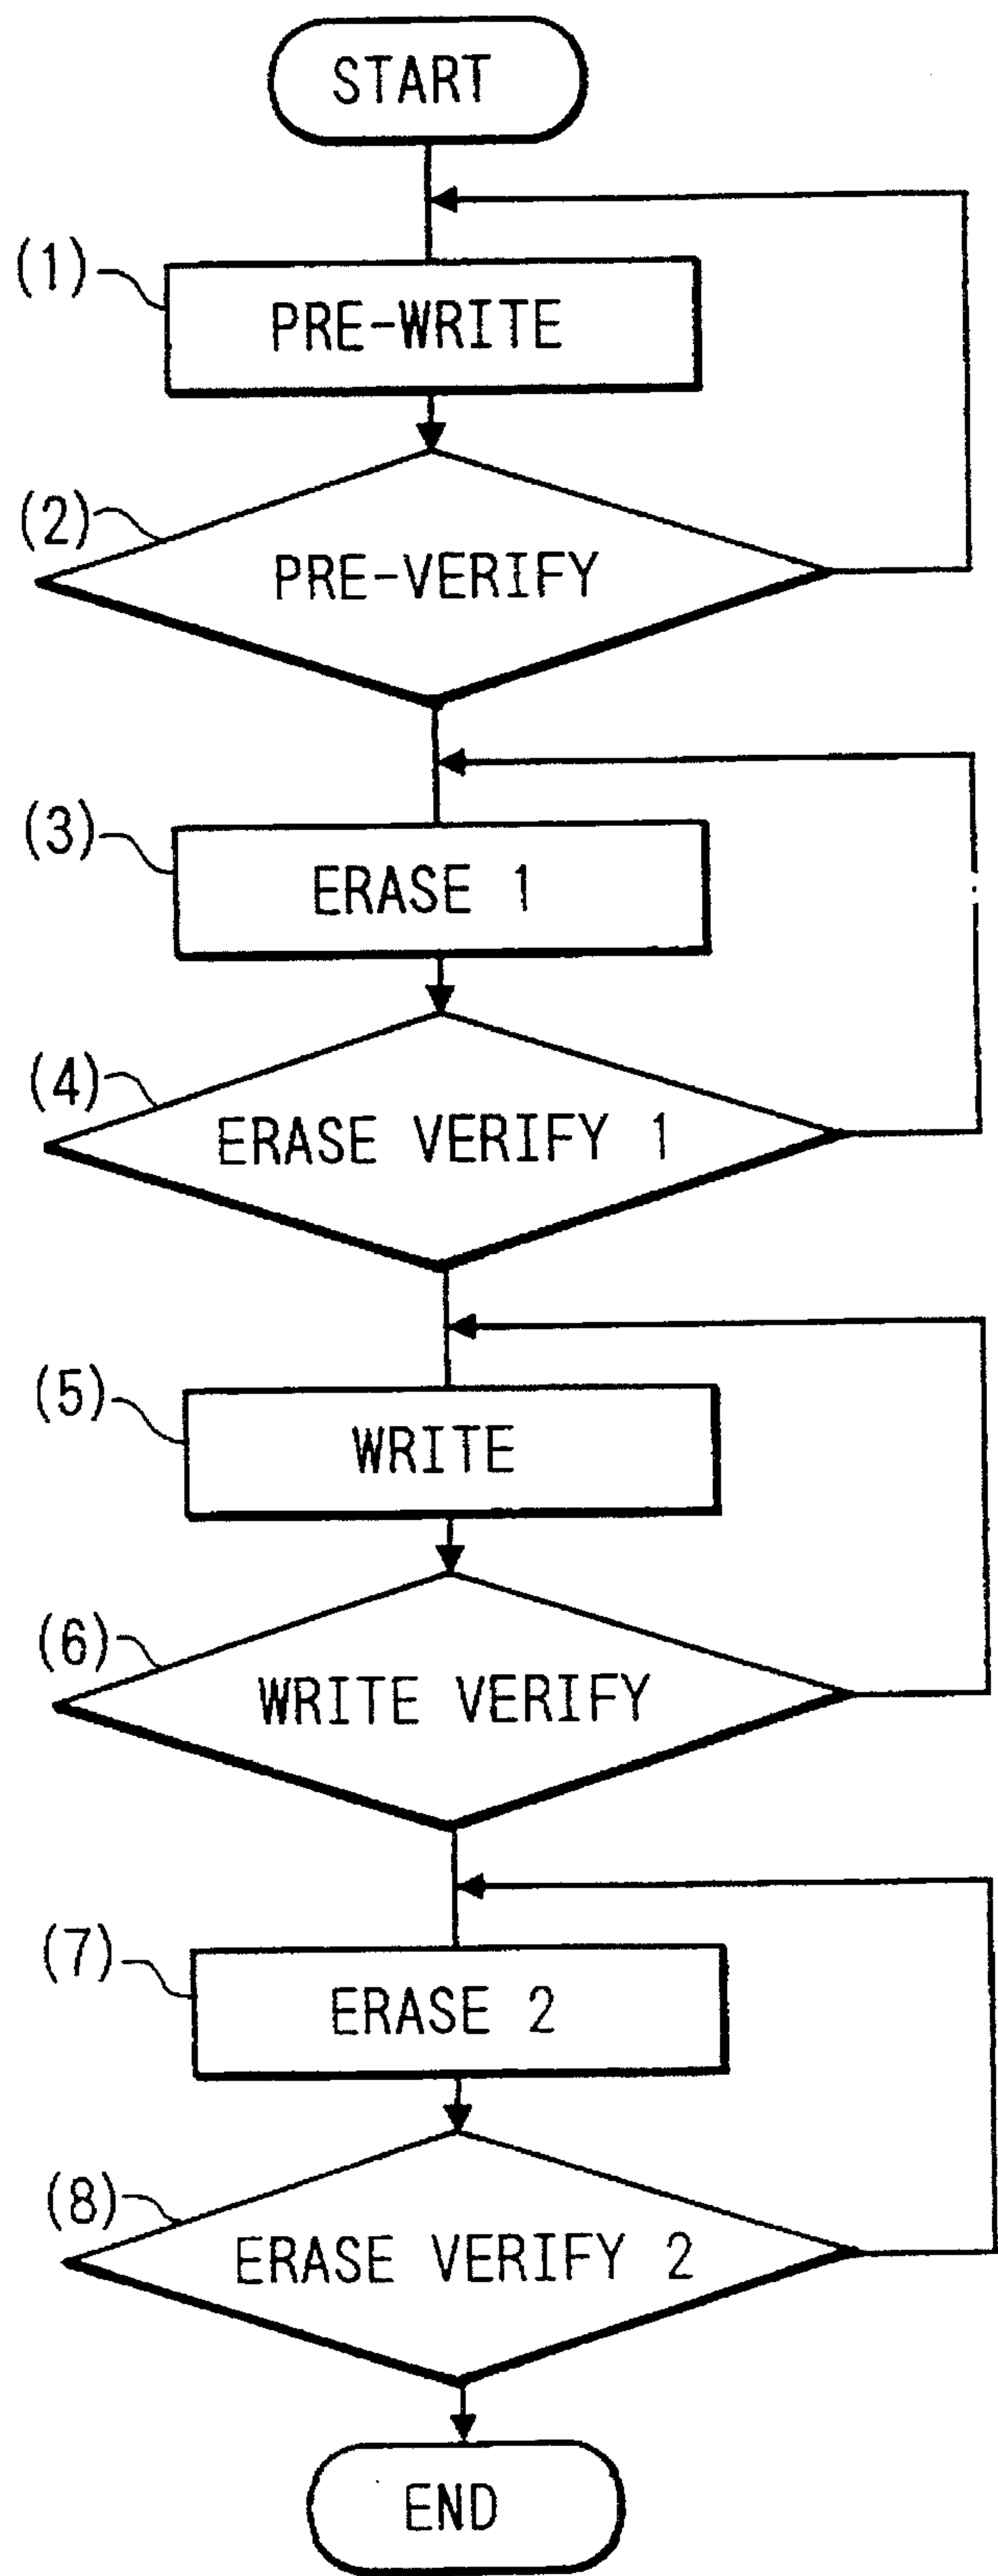 START
(1)
PRE-WRITE
(2)
PRE-VERIFY
(3)
ERASE 1
(4)
ERASE VERIFY 1
(5)
WRITE
(6)
WRITE VERIFY
(7)
ERASE 2
(8)
ERASE VERIFY 2
END